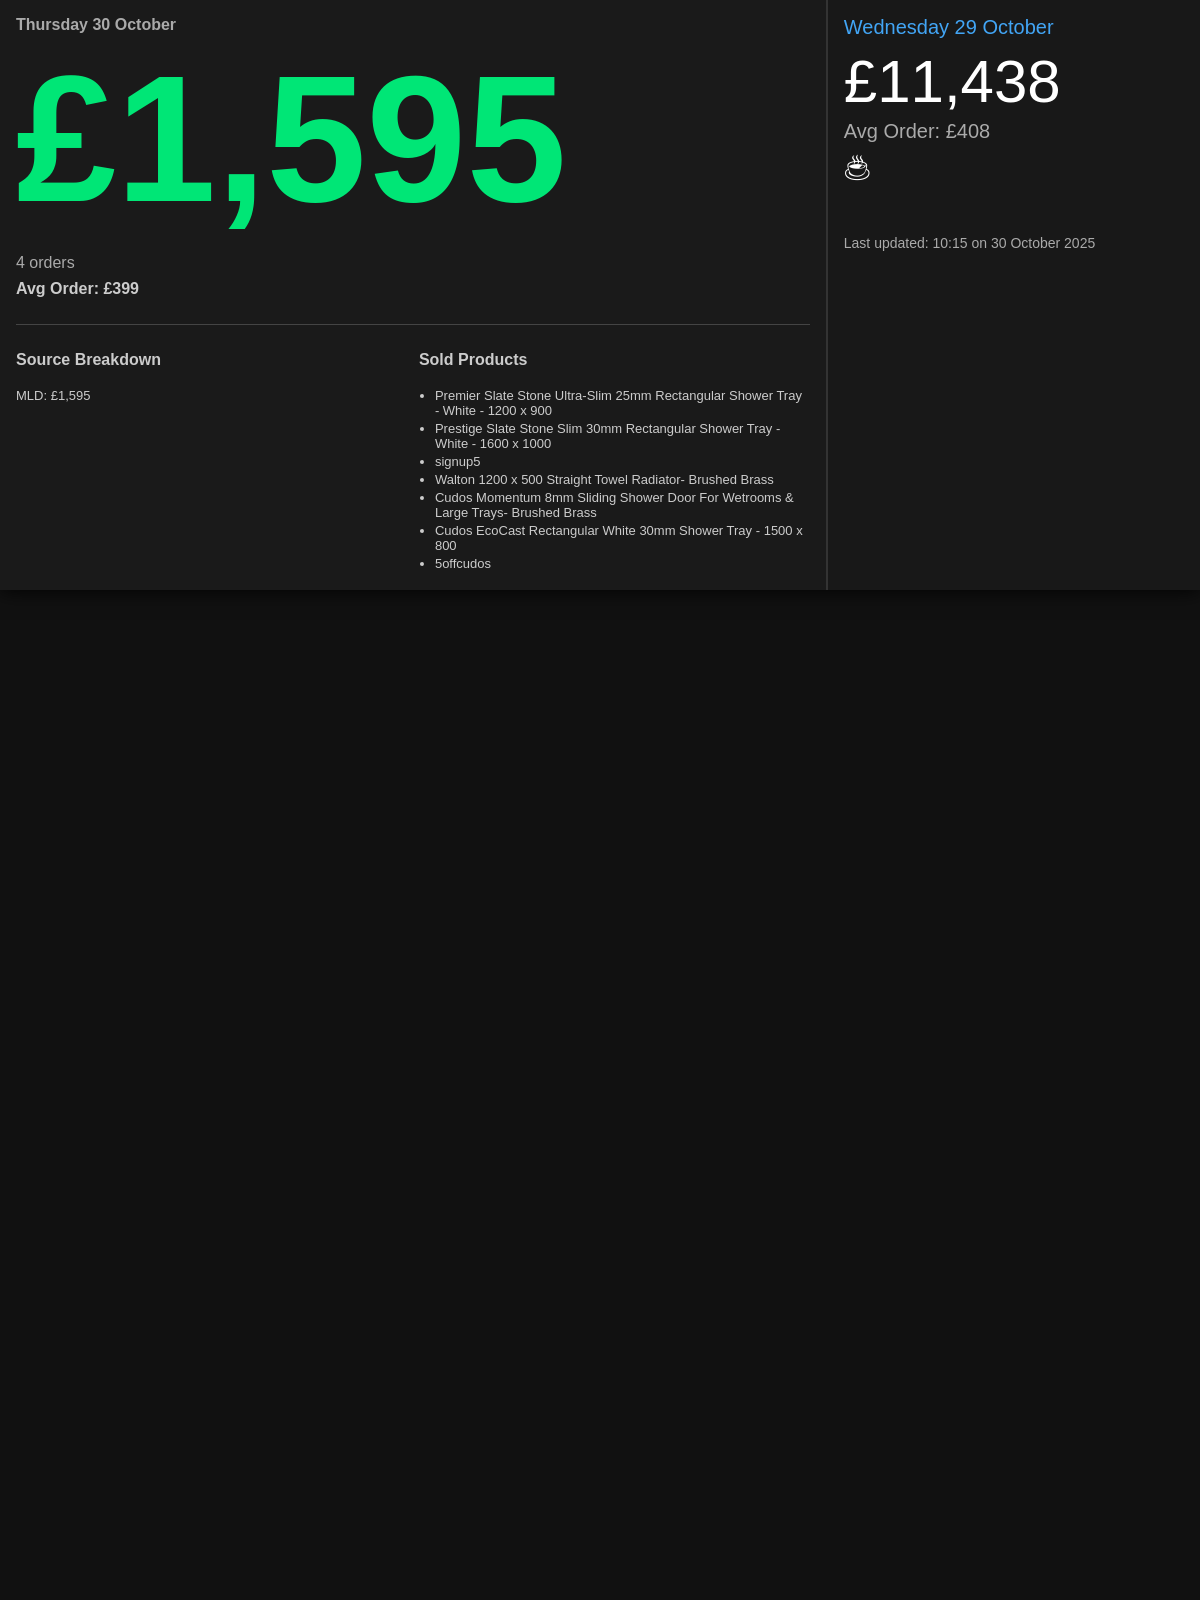 Thursday 30 October
£1,595
4 orders
Avg Order: £399
Source Breakdown
MLD: £1,595
Sold Products
• Premier Slate Stone Ultra-Slim 25mm Rectangular Shower Tray
- White - 1200 x 900
• Prestige Slate Stone Slim 30mm Rectangular Shower Tray -
White - 1600 x 1000
• signup5
• Walton 1200 x 500 Straight Towel Radiator- Brushed Brass
• Cudos Momentum 8mm Sliding Shower Door For Wetrooms &
Large Trays- Brushed Brass
• Cudos EcoCast Rectangular White 30mm Shower Tray - 1500 x
800
• 5offcudos
Wednesday 29 October
£11,438
Avg Order: £408
☕
Last updated: 10:15 on 30 October 2025